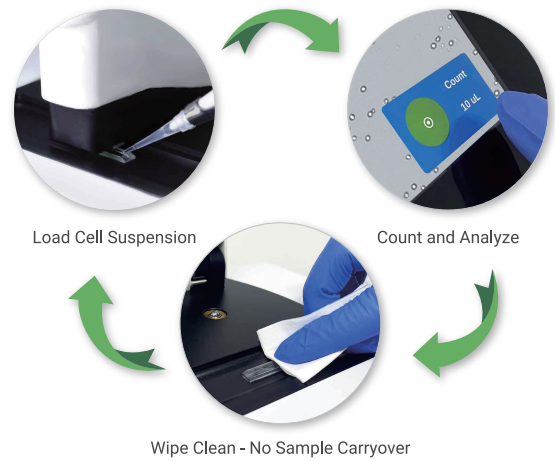 Count
10 uL
Load Cell Suspension
Count and Analyze
Wipe Clean - No Sample Carryover